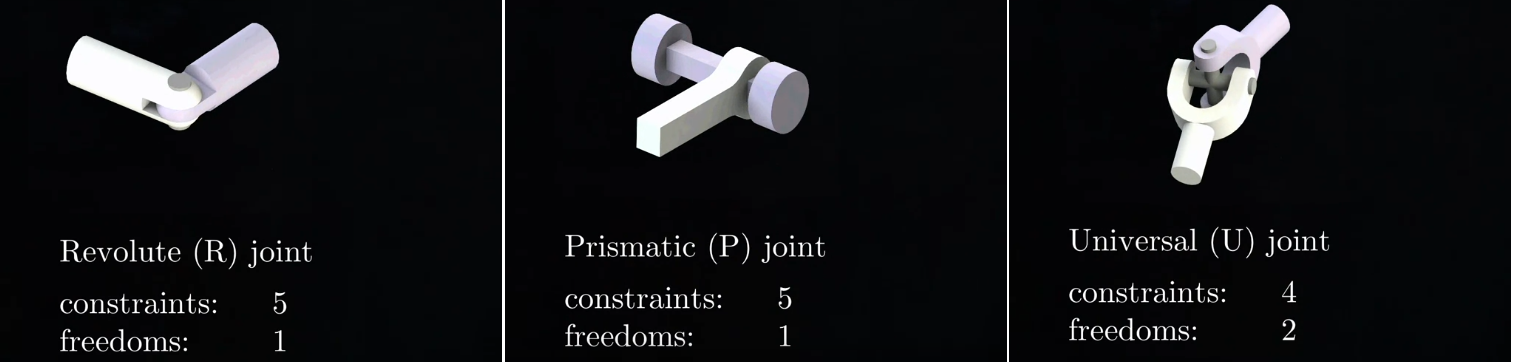 Revolute (R) joint
constraints: 5
freedoms: 1
Prismatic (P) joint
constraints: 5
freedoms: 1
Universal (U) joint
constraints: 4
freedoms: 2